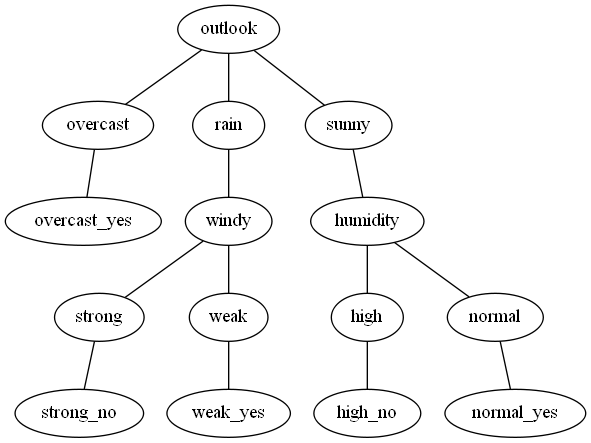 outlook
overcast
rain
sunny
overcast_yes
windy
humidity
strong
weak
high
normal
strong_no
weak_yes
high_no
normal_yes